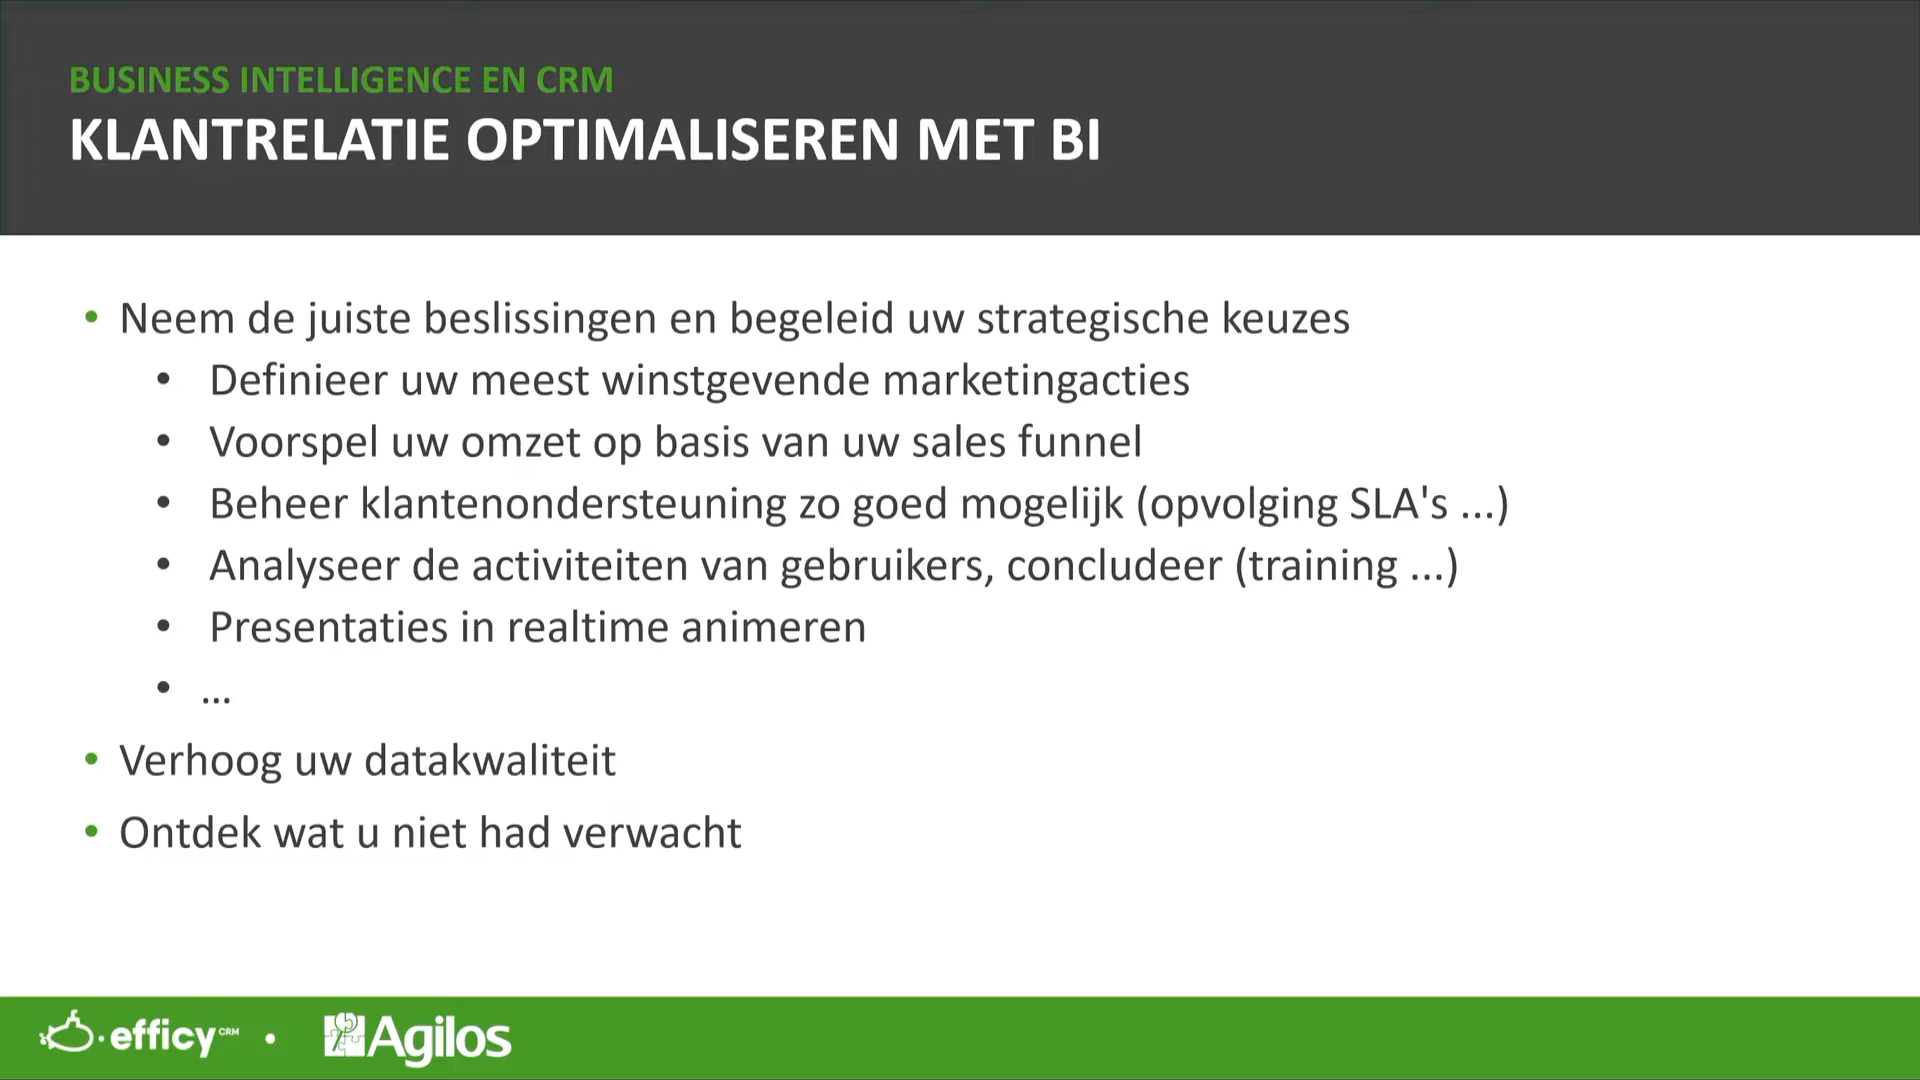 BUSINESS INTELLIGENCE EN CRM
KLANTRELATIE OPTIMALISEREN MET BI
• Neem de juiste beslissingen en begeleid uw strategische keuzes
• Definieer uw meest winstgevende marketingacties
• Voorspel uw omzet op basis van uw sales funnel
• Beheer klantenondersteuning zo goed mogelijk (opvolging SLA's ...)
• Analyseer de activiteiten van gebruikers, concludeer (training ...)
• Presentaties in realtime animeren
• ...
• Verhoog uw datakwaliteit
• Ontdek wat u niet had verwacht
efficy CRM • Agilos